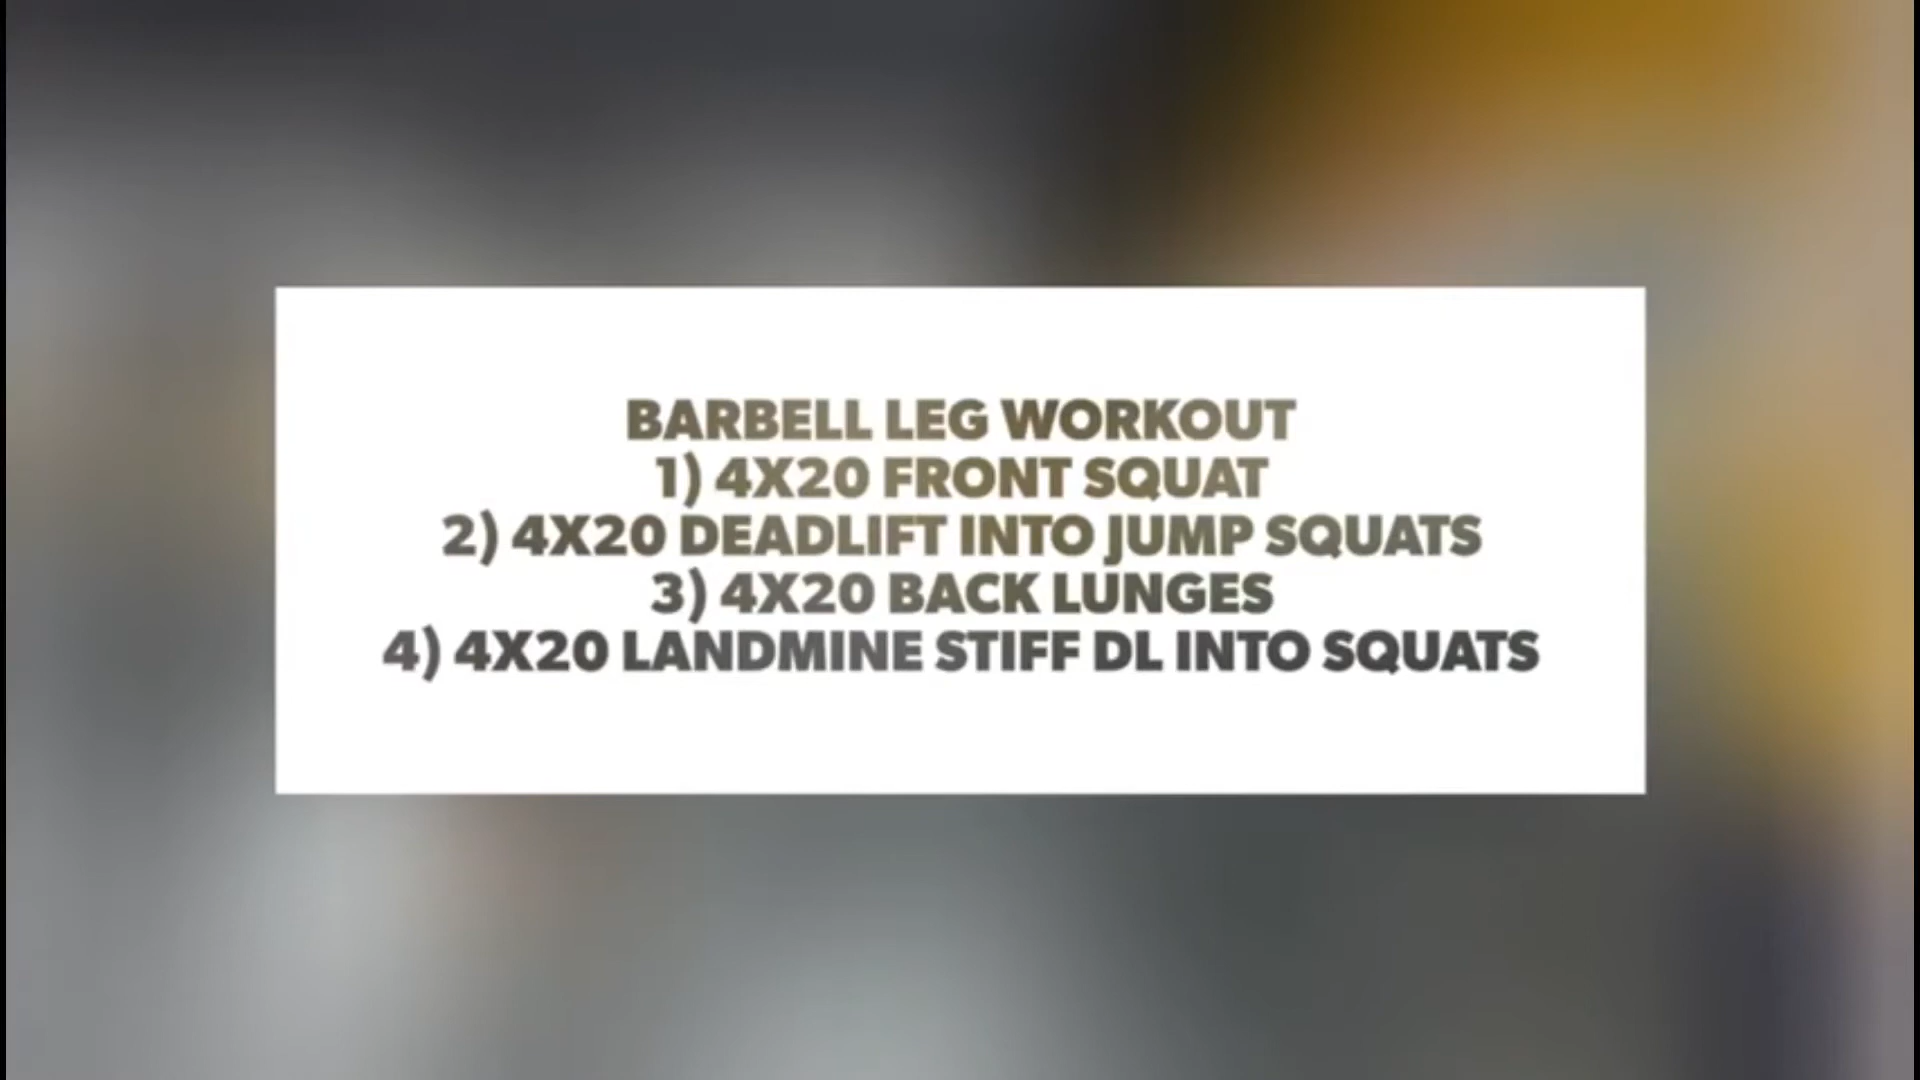 BARBELL LEG WORKOUT
1) 4X20 FRONT SQUAT
2) 4X20 DEADLIFT INTO JUMP SQUATS
3) 4X20 BACK LUNGES
4) 4X20 LANDMINE STIFF DL INTO SQUATS